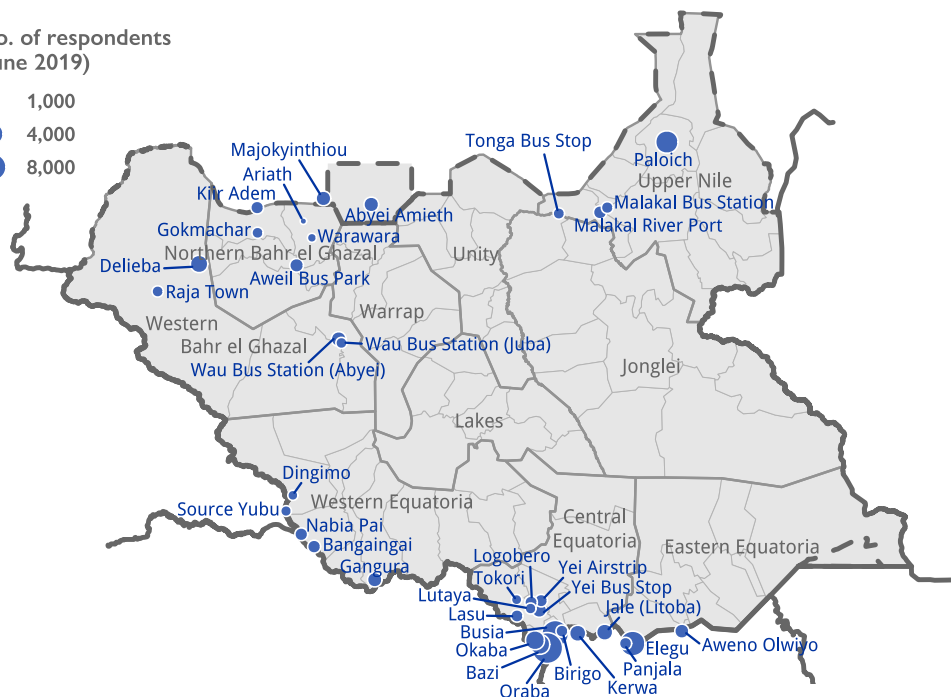 o. of respondents
une 2019)
1,000
4,000
8,000
Majokyinthiou
Ariath
Kiir Adem
Gokmachar
Northern Bahr el Ghazal
Delieba
Raja Town
Abyei Amieth
Warawara
Aweil Bus Park
Tonga Bus Stop
Paloich
Upper Nile
Malakal Bus Station
Malakal River Port
Unity
Western
Bahr el Ghazal
Warrap
Wau Bus Station (Juba)
Wau Bus Station (Abyei)
Jonglei
Lakes
Dingimo
Source Yubu
Western Equatoria
Nabia Pai
Bangaingai
Gangura
Central
Equatoria
Eastern Equatoria
Logobero
Tokori
Yei Airstrip
Yei Bus Stop
Lutaya
Lasu
Jale (Litoba)
Busia
Okaba
Bazi
Oraba
Birigo
Kerwa
Panjala
Elegu
Aweno Olwiyo